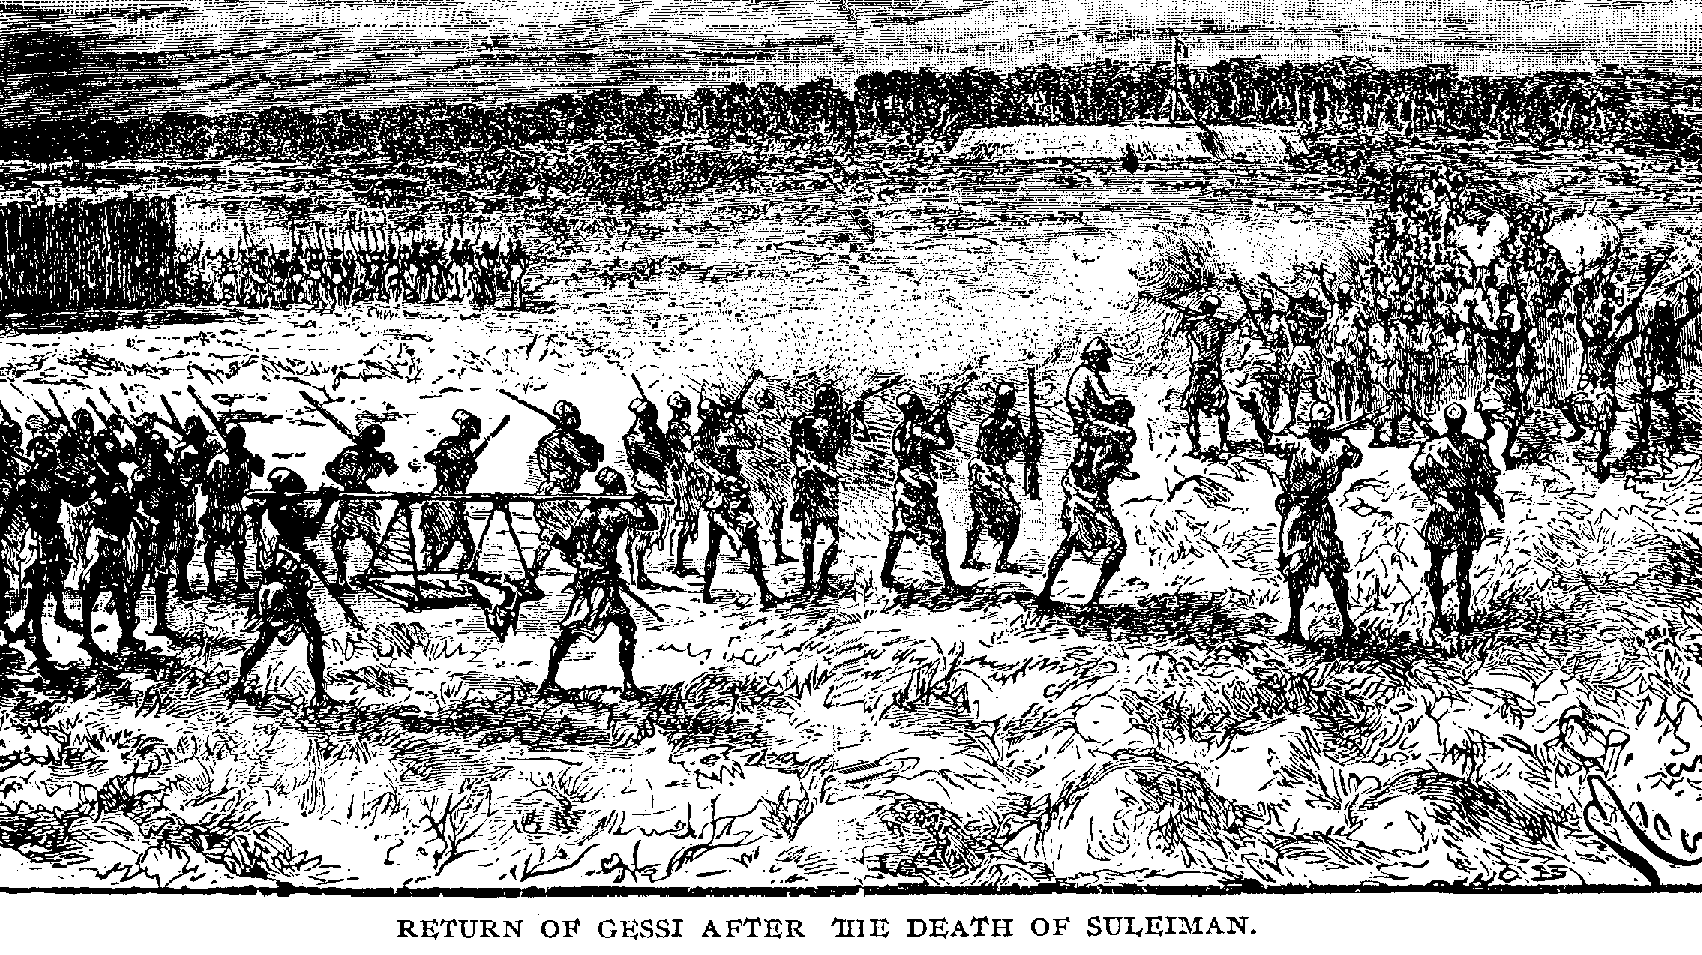 RETURN OF GESSI AFTER THE DEATH OF SULEIMAN.